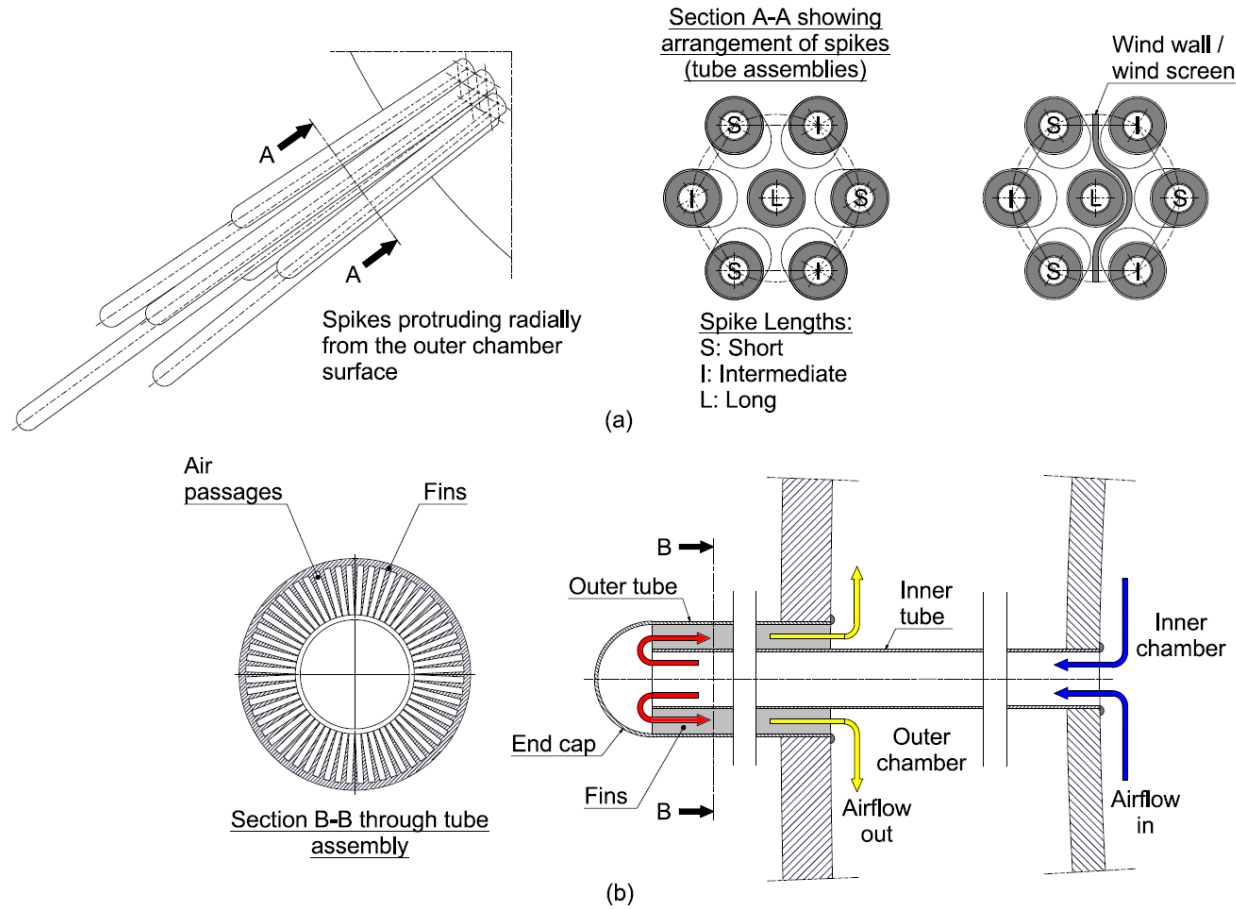 Section A-A showing
arrangement of spikes
(tube assemblies)
Wind wall /
wind screen
A
A
S
I
I
L
S
S
I
S
I
I
L
S
S
I
Spikes protruding radially
from the outer chamber
surface
Spike Lengths:
S: Short
I: Intermediate
L: Long
(a)
Air
passages
Fins
B
Outer tube
Inner
tube
Inner
chamber
End cap
Outer
chamber
Fins
B
Airflow
out
Airflow
in
Section B-B through tube
assembly
(b)